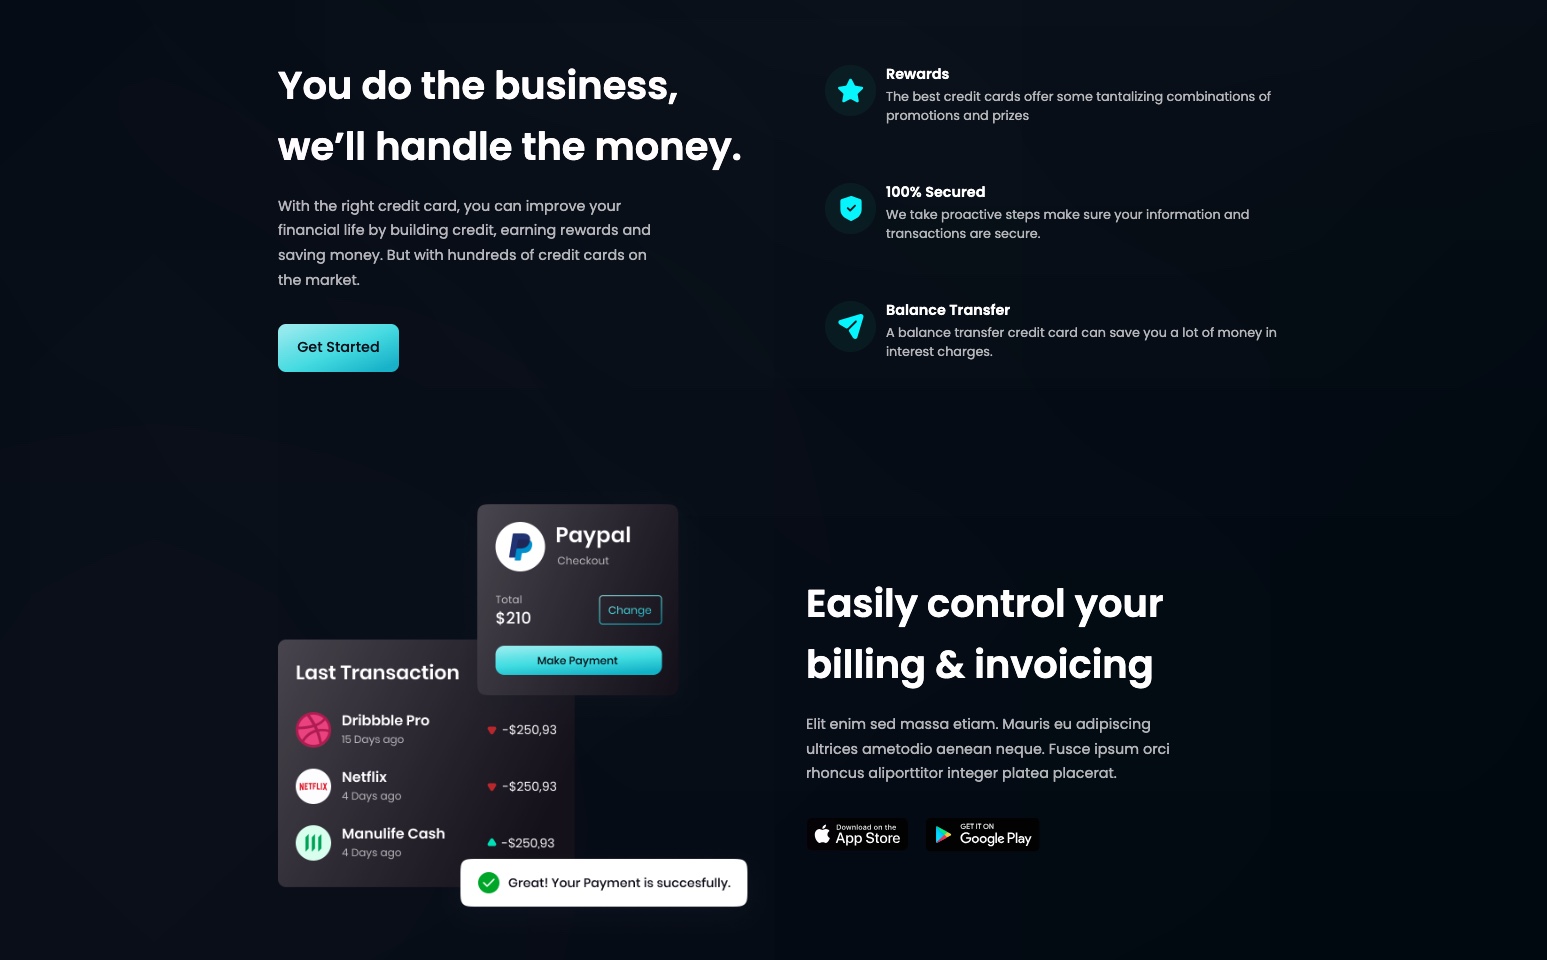 You do the business,
we'll handle the money.
With the right credit card, you can improve your
financial life by building credit, earning rewards and
saving money. But with hundreds of credit cards on
the market.
Get Started
Rewards
The best credit cards offer some tantalizing combinations of
promotions and prizes
100% Secured
We take proactive steps make sure your information and
transactions are secure.
Balance Transfer
A balance transfer credit card can save you a lot of money in
interest charges.
Paypal
Checkout
Total
$210
Change
Make Payment
Last Transaction
Dribbble Pro
15 Days ago
-$250,93
NETFLIX
Netflix
4 Days ago
-$250,93
Manulife Cash
4 Days ago
-$250,93
Great! Your Payment is succesfully.
Easily control your
billing & invoicing
Elit enim sed massa etiam. Mauris eu adipiscing
ultrices ametodio aenean neque. Fusce ipsum orci
rhoncus aliporttitor integer platea placerat.
Download on the
App Store
GET IT ON
Google Play